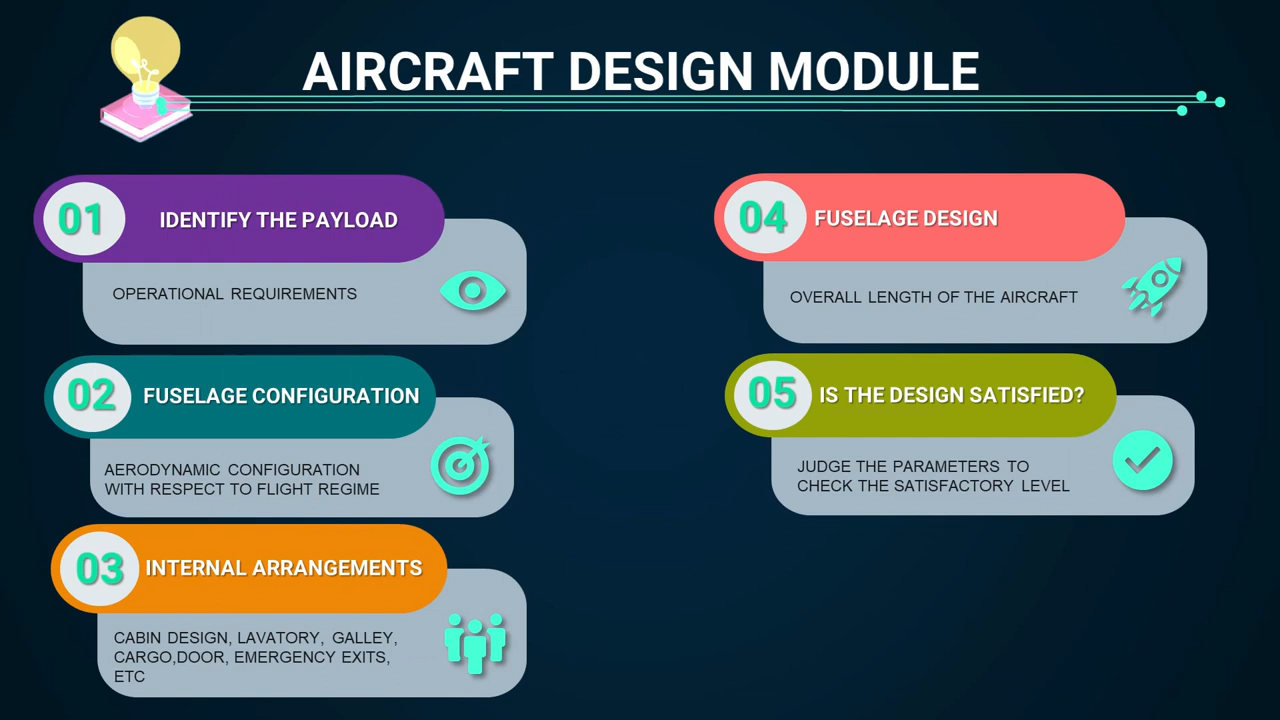 AIRCRAFT DESIGN MODULE
01
IDENTIFY THE PAYLOAD
OPERATIONAL REQUIREMENTS
02
FUSELAGE CONFIGURATION
AERODYNAMIC CONFIGURATION
WITH RESPECT TO FLIGHT REGIME
03
INTERNAL ARRANGEMENTS
CABIN DESIGN, LAVATORY, GALLEY,
CARGO,DOOR, EMERGENCY EXITS,
ETC
04
FUSELAGE DESIGN
OVERALL LENGTH OF THE AIRCRAFT
05
IS THE DESIGN SATISFIED?
JUDGE THE PARAMETERS TO
CHECK THE SATISFACTORY LEVEL